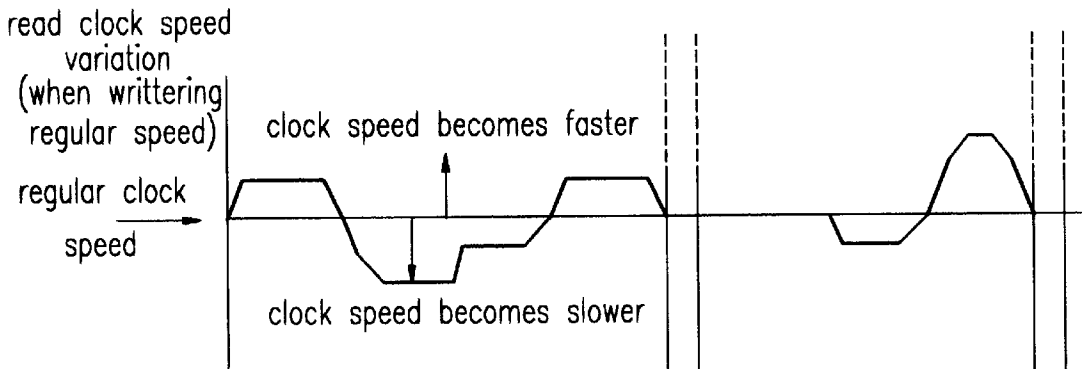 read clock speed
variation
(when writtering
regular speed)
clock speed becomes faster
regular clock
speed
clock speed becomes slower